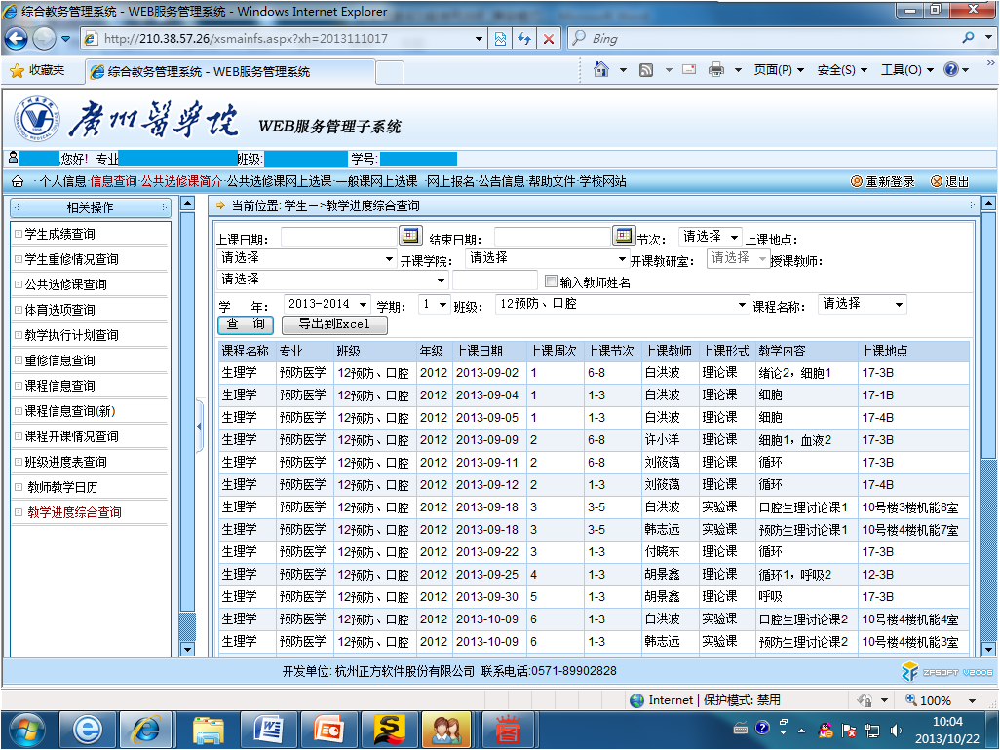 综合教务管理系统 - WEB服务管理系统 - Windows Internet Explorer
http://210.38.57.26/xsmainfs.aspx?xh=2013111017
Bing
收藏夹 综合教务管理系统 - WEB服务管理系统 页面(P) 安全(S) 工具(O)
廣州醫學院 WEB服务管理子系统
,您好! 专业 班级: 学号:
·个人信息·信息查询·公共选修课简介·公共选修课网上选课·一般课网上选课 ·网上报名·公告信息·帮助文件·学校网站 重新登录 退出
相关操作
学生成绩查询
学生重修情况查询
公共选修课查询
体育选项查询
教学执行计划查询
重修信息查询
课程信息查询
课程信息查询(新)
课程开课情况查询
班级进度表查询
教师教学日历
教学进度综合查询
当前位置: 学生－>教学进度综合查询
上课日期: 结束日期: 节次: 请选择 上课地点:
请选择 开课学院: 请选择 开课教研室: 请选择 授课教师:
请选择 输入教师姓名
学 年: 2013-2014 学期: 1 班级: 12预防、口腔 课程名称: 请选择
查 询 导出到Excel
课程名称 专业 班级 年级 上课日期 上课周次 上课节次 上课教师 上课形式 教学内容 上课地点
生理学 预防医学 12预防、口腔 2012 2013-09-02 1 6-8 白洪波 理论课 绪论2，细胞1 17-3B
生理学 预防医学 12预防、口腔 2012 2013-09-04 1 1-3 白洪波 理论课 细胞 17-1B
生理学 预防医学 12预防、口腔 2012 2013-09-05 1 1-3 白洪波 理论课 细胞 17-4B
生理学 预防医学 12预防、口腔 2012 2013-09-09 2 6-8 许小洋 理论课 细胞1，血液2 17-3B
生理学 预防医学 12预防、口腔 2012 2013-09-11 2 6-8 刘筱蔼 理论课 循环 17-3B
生理学 预防医学 12预防、口腔 2012 2013-09-12 2 1-3 刘筱蔼 理论课 循环 17-4B
生理学 预防医学 12预防、口腔 2012 2013-09-18 3 3-5 白洪波 实验课 口腔生理讨论课1 10号楼3楼机能8室
生理学 预防医学 12预防、口腔 2012 2013-09-18 3 3-5 韩志远 实验课 预防生理讨论课1 10号楼4楼机能7室
生理学 预防医学 12预防、口腔 2012 2013-09-22 3 1-3 付晓东 理论课 循环 17-3B
生理学 预防医学 12预防、口腔 2012 2013-09-25 4 1-3 胡景鑫 理论课 循环1，呼吸2 12-3B
生理学 预防医学 12预防、口腔 2012 2013-09-30 5 1-3 胡景鑫 理论课 呼吸 17-3B
生理学 预防医学 12预防、口腔 2012 2013-10-09 6 1-3 白洪波 实验课 口腔生理讨论课2 10号楼4楼机能4室
生理学 预防医学 12预防、口腔 2012 2013-10-09 6 1-3 韩志远 实验课 预防生理讨论课2 10号楼4楼机能3室
开发单位: 杭州正方软件股份有限公司 联系电话:0571-89902828
ZFSOFT V2006
Internet | 保护模式: 禁用 100%
10:04
2013/10/22